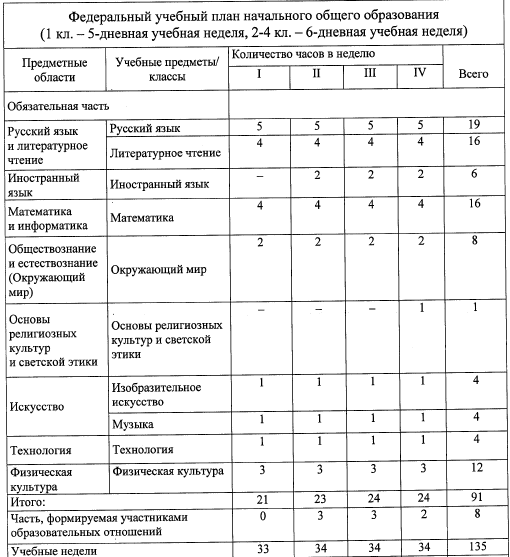 Федеральный учебный план начального общего образования
(1 кл. – 5-дневная учебная неделя, 2-4 кл. – 6-дневная учебная неделя)
Предметные области | Учебные предметы/ классы | Количество часов в неделю | Всего
I | II | III | IV
Обязательная часть
Русский язык и литературное чтение | Русский язык | 5 | 5 | 5 | 5 | 19
Литературное чтение | 4 | 4 | 4 | 4 | 16
Иностранный язык | Иностранный язык | – | 2 | 2 | 2 | 6
Математика и информатика | Математика | 4 | 4 | 4 | 4 | 16
Обществознание и естествознание (Окружающий мир) | Окружающий мир | 2 | 2 | 2 | 2 | 8
Основы религиозных культур и светской этики | Основы религиозных культур и светской этики | – | – | – | 1 | 1
Искусство | Изобразительное искусство | 1 | 1 | 1 | 1 | 4
Музыка | 1 | 1 | 1 | 1 | 4
Технология | Технология | 1 | 1 | 1 | 1 | 4
Физическая культура | Физическая культура | 3 | 3 | 3 | 3 | 12
Итого: | 21 | 23 | 24 | 24 | 91
Часть, формируемая участниками образовательных отношений | 0 | 3 | 3 | 2 | 8
Учебные недели | 33 | 34 | 34 | 34 | 135